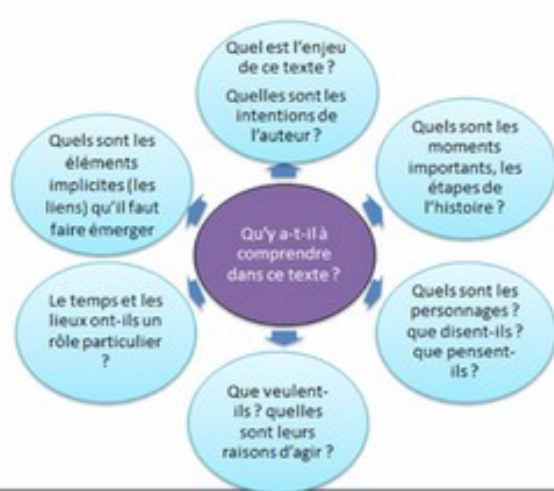 Quel est l'enjeu
de ce texte ?
Quelles sont les
intentions de
l'auteur ?
Quels sont les
moments
importants, les
étapes de
l'histoire ?
Quels sont les
personnages ?
que disent-ils ?
que pensent-
ils ?
Que veulent-
ils ? quelles
sont leurs
raisons d'agir ?
Le temps et les
lieux ont-ils un
rôle particulier
?
Quels sont les
éléments
implicites (les
liens) qu'il faut
faire émerger
Qu'y a-t-il à
comprendre
dans ce texte ?